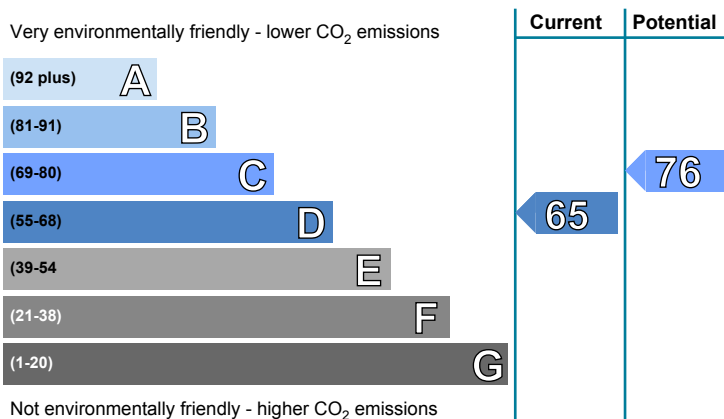 Current Potential
Very environmentally friendly - lower CO2 emissions
(92 plus) A
(81-91) B
(69-80) C
76
(55-68) D
65
(39-54 E
(21-38) F
(1-20) G
Not environmentally friendly - higher CO2 emissions